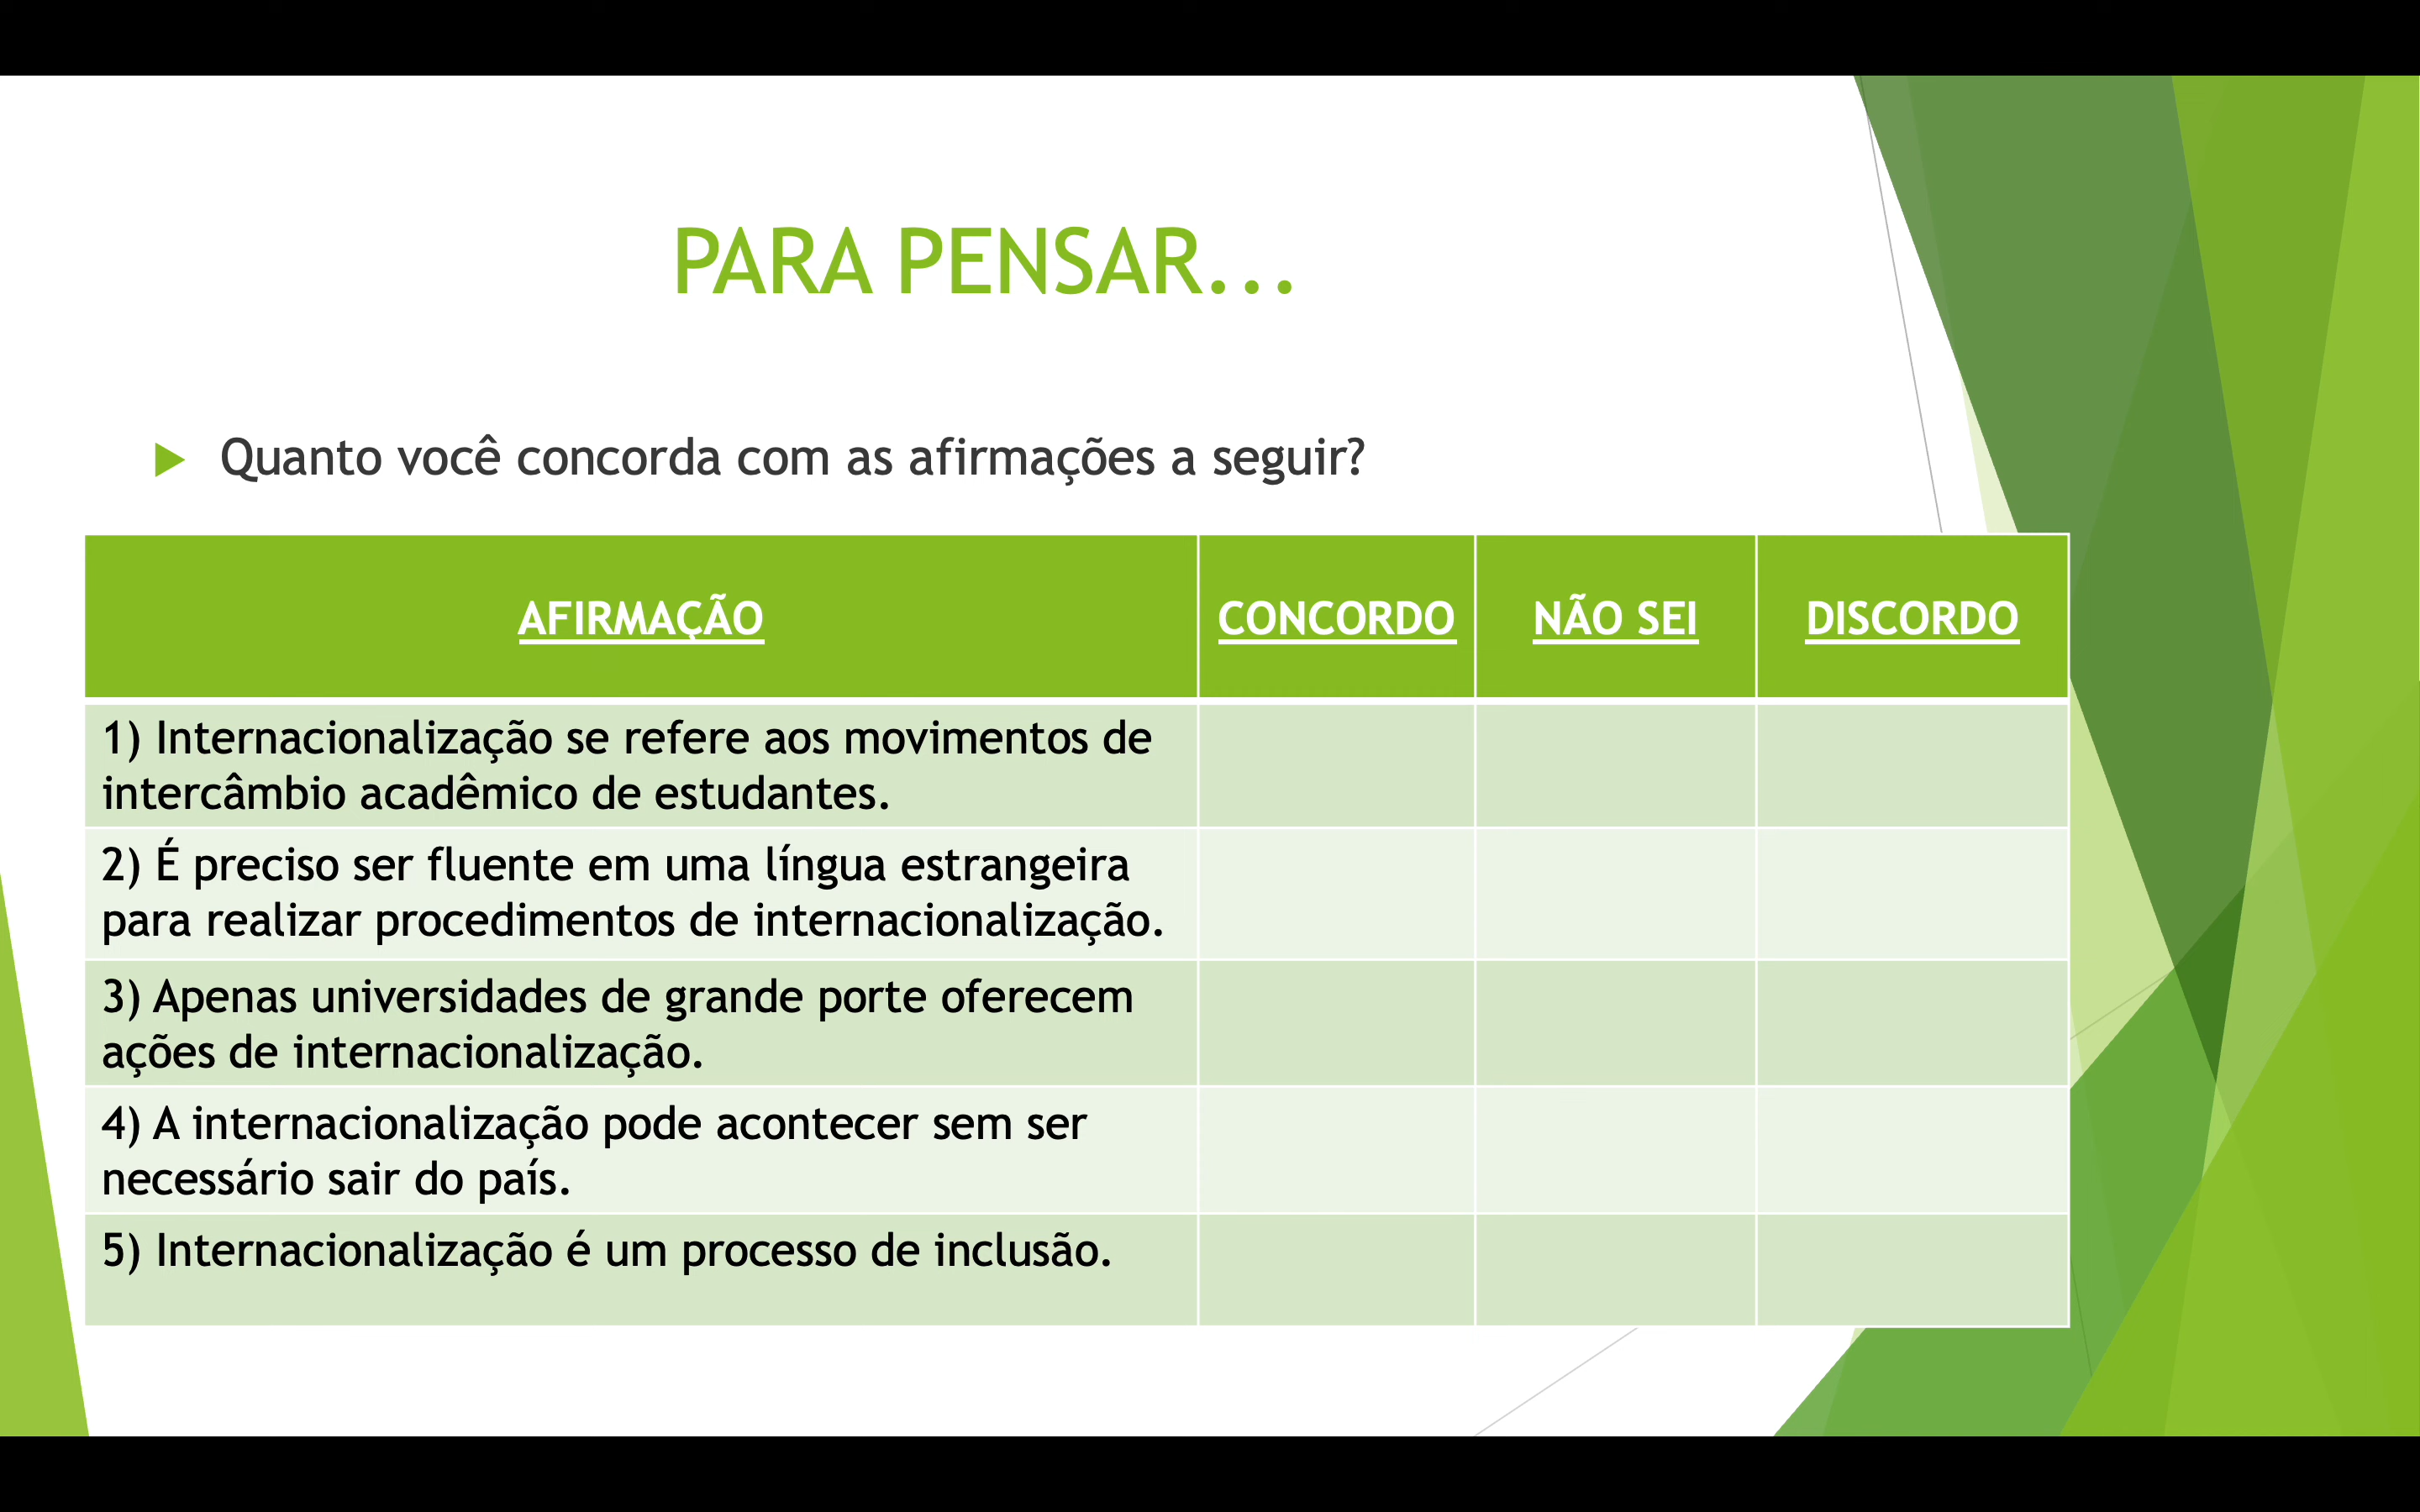 PARA PENSAR...
Quanto você concorda com as afirmações a seguir?
AFIRMAÇÃO CONCORDO NÃO SEI DISCORDO
1) Internacionalização se refere aos movimentos de
intercâmbio acadêmico de estudantes.
2) É preciso ser fluente em uma língua estrangeira
para realizar procedimentos de internacionalização.
3) Apenas universidades de grande porte oferecem
ações de internacionalização.
4) A internacionalização pode acontecer sem ser
necessário sair do país.
5) Internacionalização é um processo de inclusão.